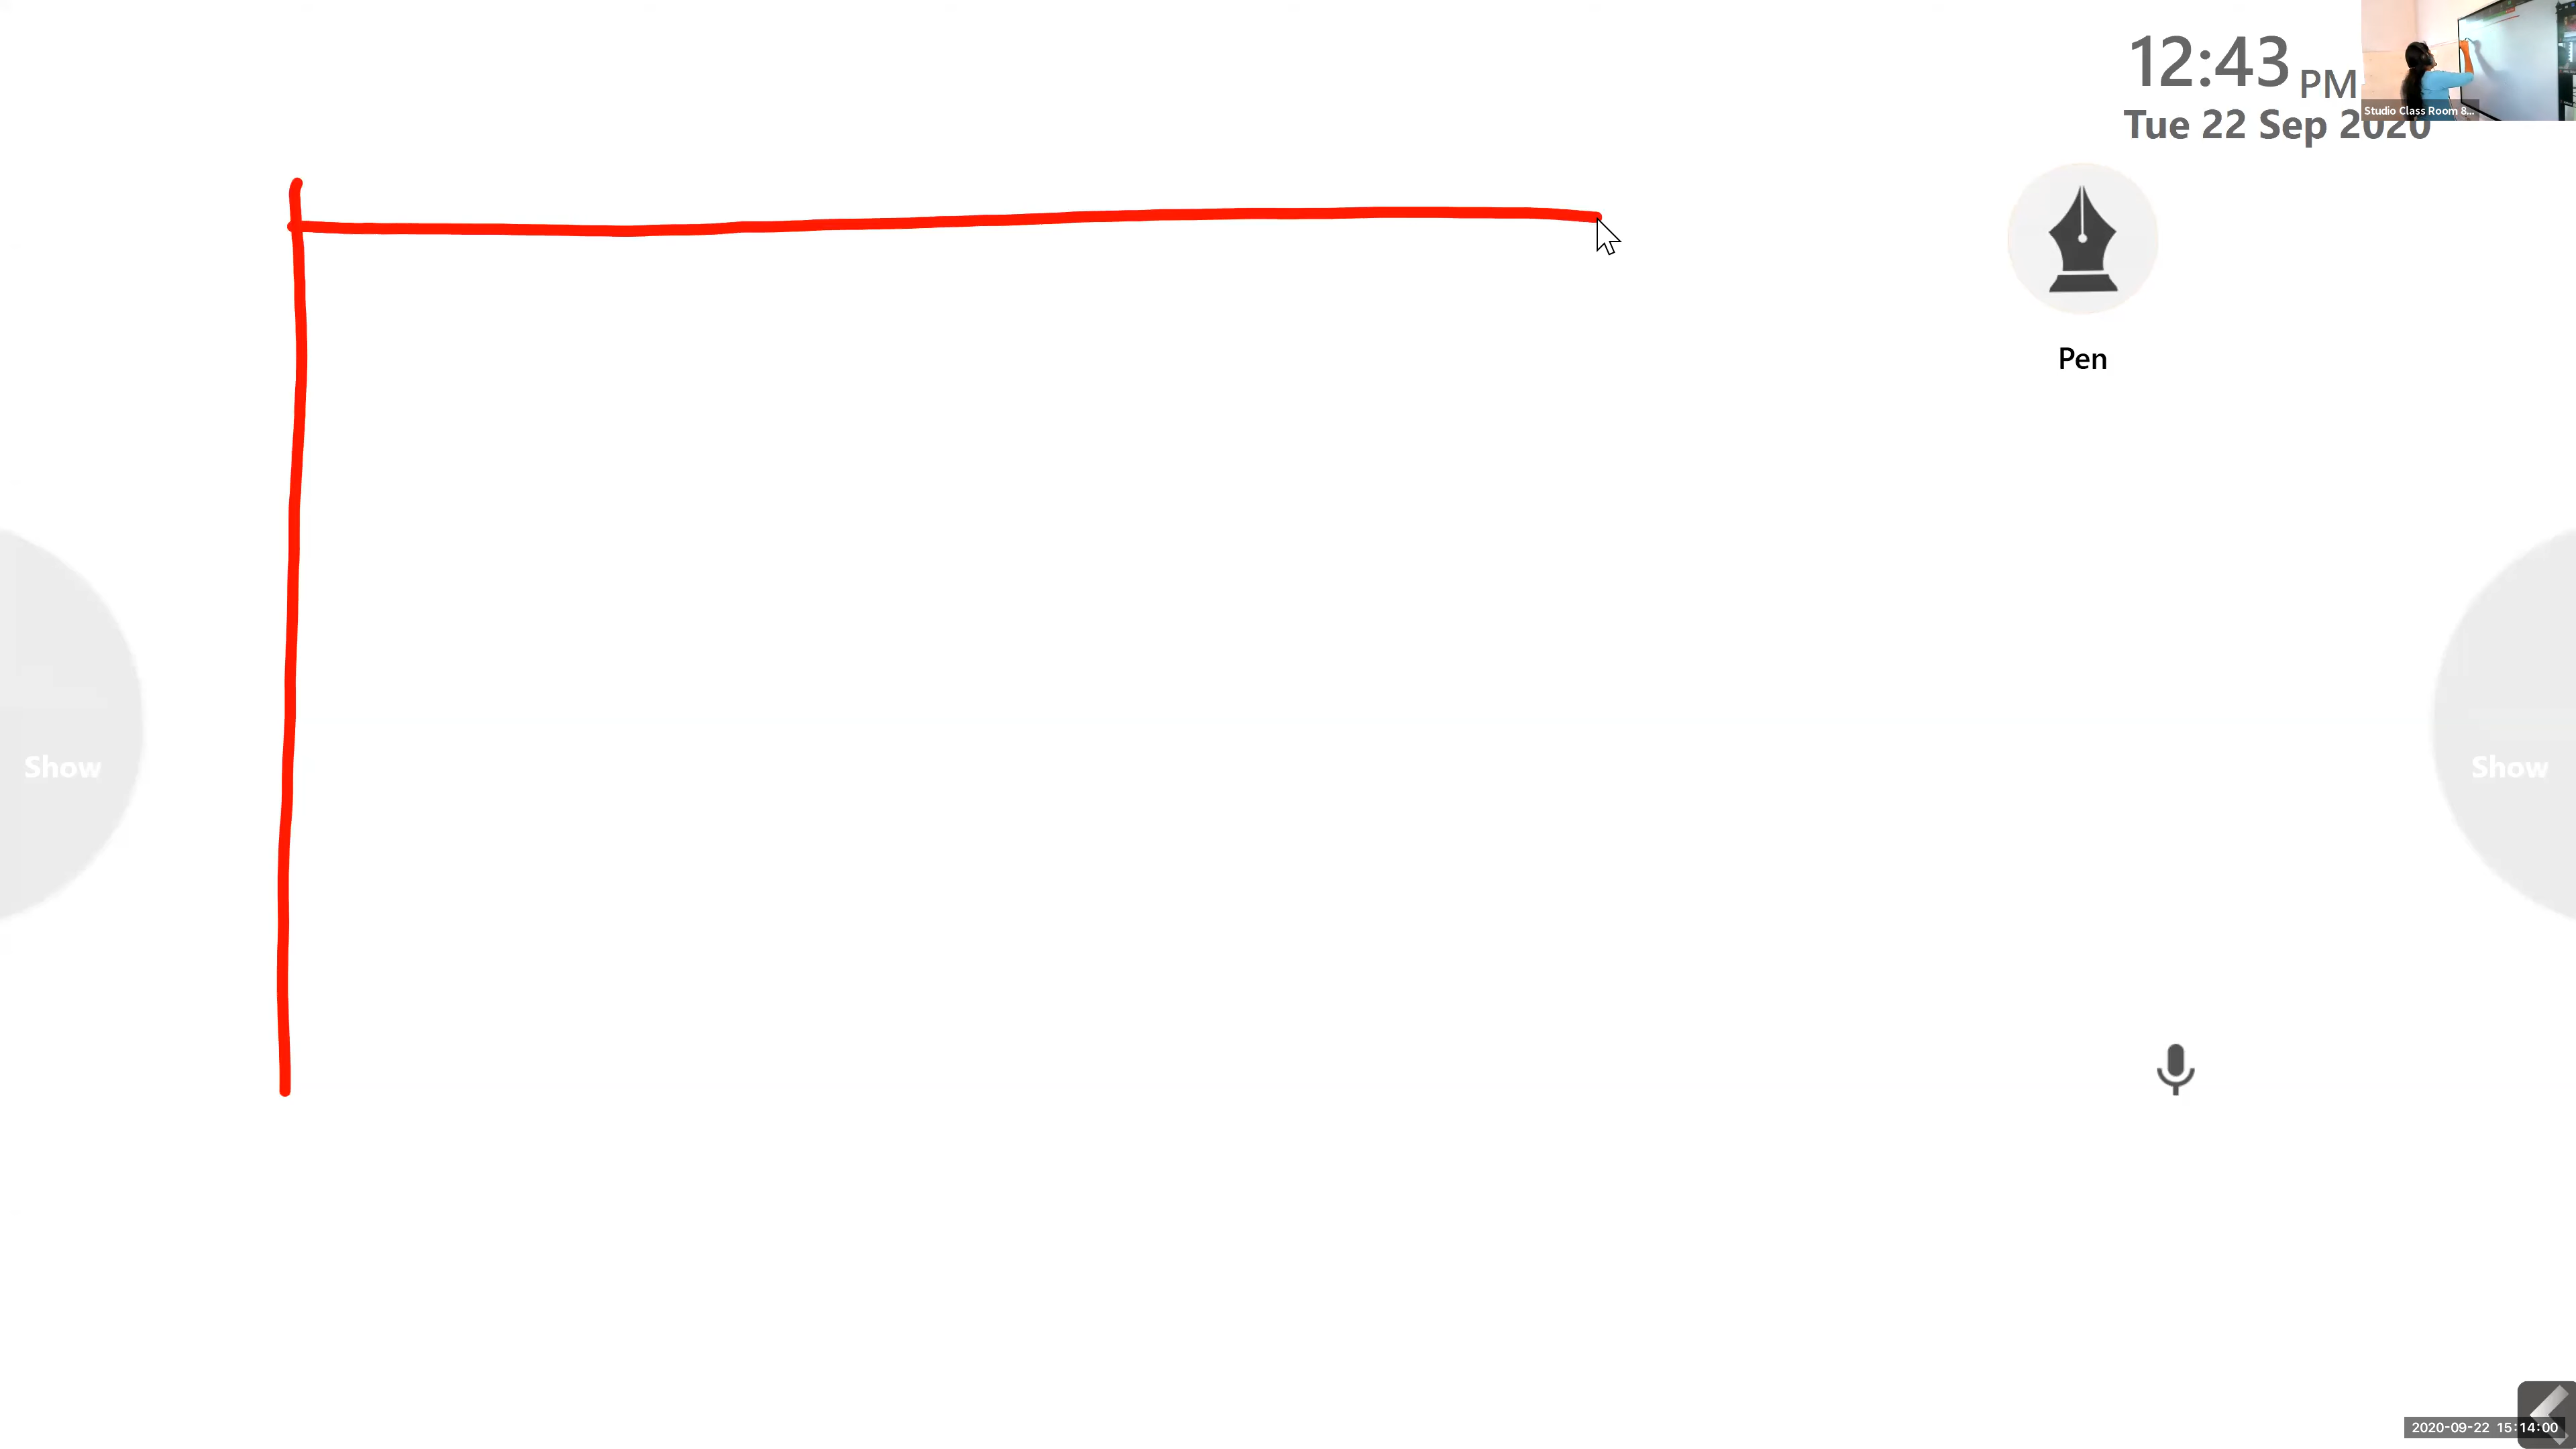 12:43 PM
Studio Class Room 8...
Tue 22 Sep 2020
Pen
Show
Show
2020-09-22 15:14:00